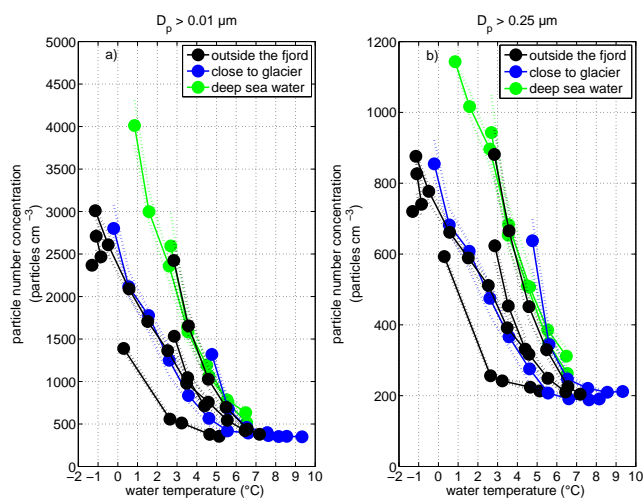 D_p > 0.01 µm
D_p > 0.25 µm
a)
outside the fjord
close to glacier
deep sea water
5000
4500
4000
3500
3000
2500
2000
1500
1000
500
0
particle number concentration
(particles cm −3)
−2 −1 0 1 2 3 4 5 6 7 8 9 10
water temperature (°C)
b)
outside the fjord
close to glacier
deep sea water
1200
1000
800
600
400
200
0
particle number concentration
(particles cm −3)
−2 −1 0 1 2 3 4 5 6 7 8 9 10
water temperature (°C)